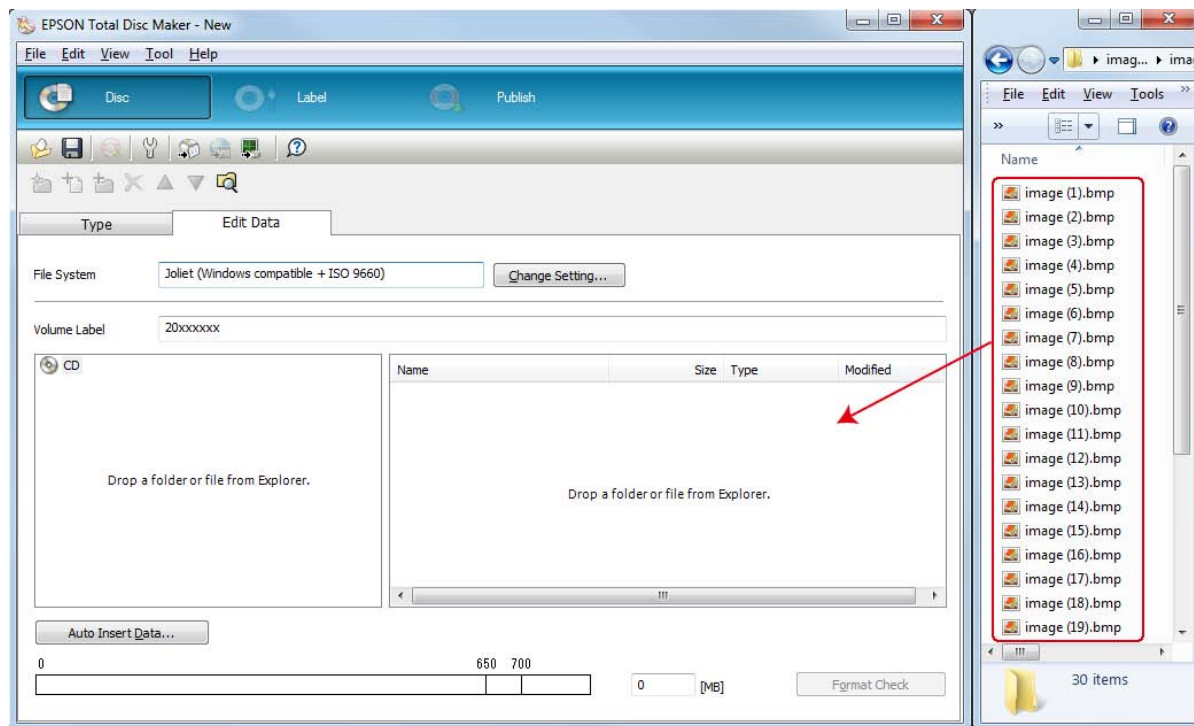 EPSON Total Disc Maker - New
File Edit View Tool Help
Disc Label Publish
Type Edit Data
File System Joliet (Windows compatible + ISO 9660) Change Setting...
Volume Label 20xxxxxx
CD
Drop a folder or file from Explorer.
Name Size Type Modified
Drop a folder or file from Explorer.
Auto Insert Data...
0 650 700
0 [MB] Format Check
imag... ima
File Edit View Tools »
»
Name
image (1).bmp
image (2).bmp
image (3).bmp
image (4).bmp
image (5).bmp
image (6).bmp
image (7).bmp
image (8).bmp
image (9).bmp
image (10).bmp
image (11).bmp
image (12).bmp
image (13).bmp
image (14).bmp
image (15).bmp
image (16).bmp
image (17).bmp
image (18).bmp
image (19).bmp
30 items